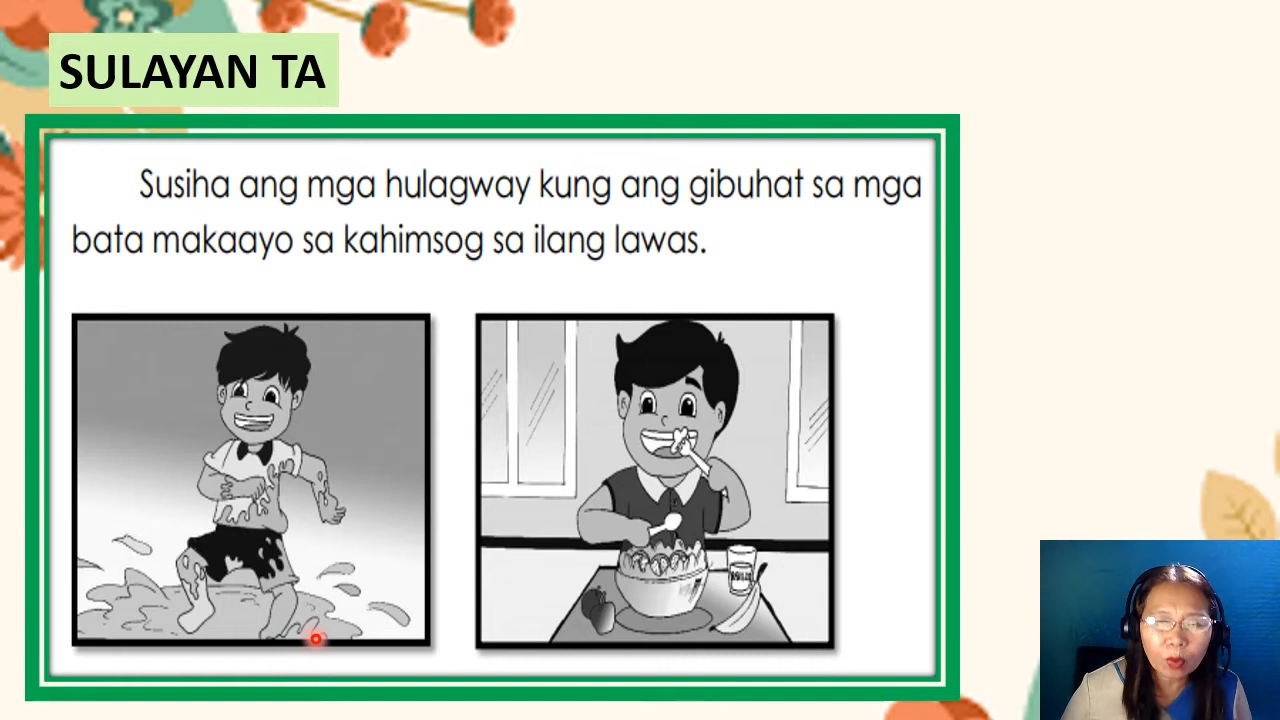 SULAYAN TA
Susiha ang mga hulagway kung ang gibuhat sa mga
bata makaayo sa kahimsog sa ilang lawas.